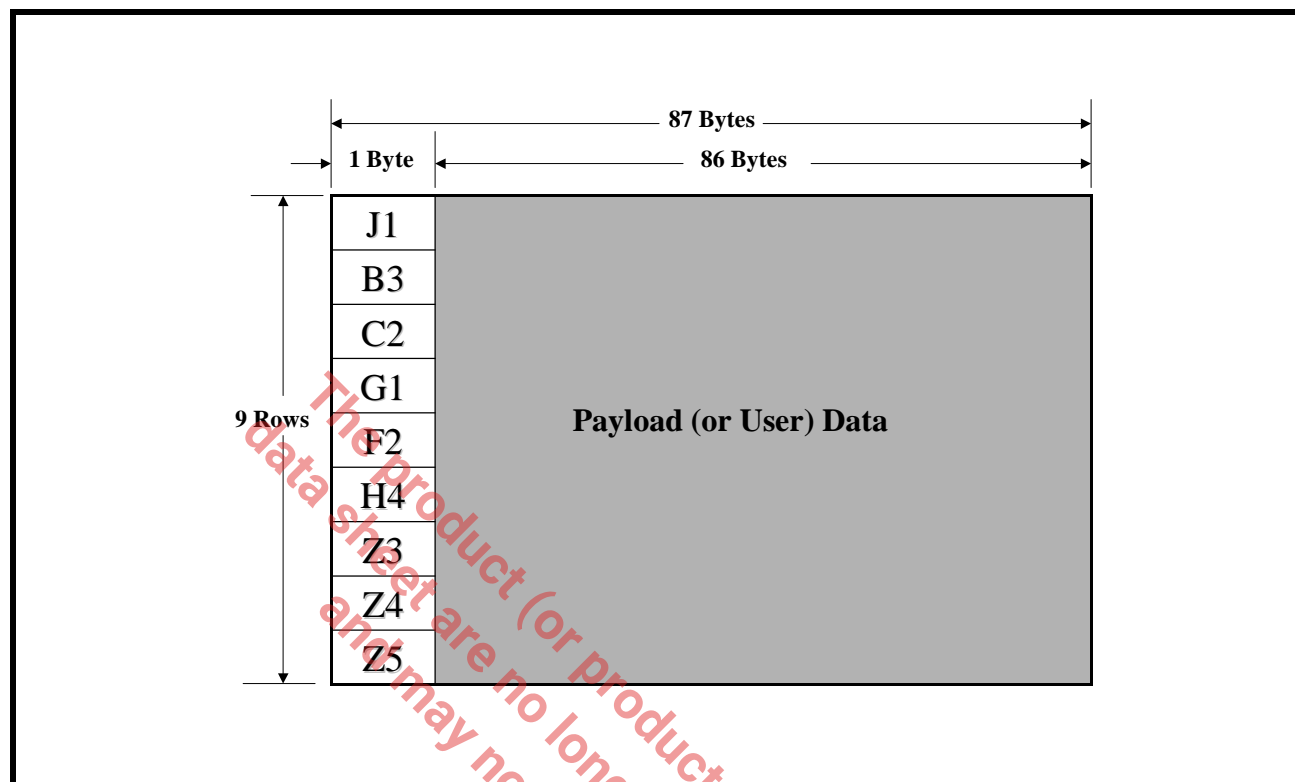 87 Bytes
1 Byte
86 Bytes
J1
B3
C2
G1
F2
H4
Z3
Z4
Z5
9 Rows
Payload (or User) Data
The product (or product
data sheet are no long
and may no